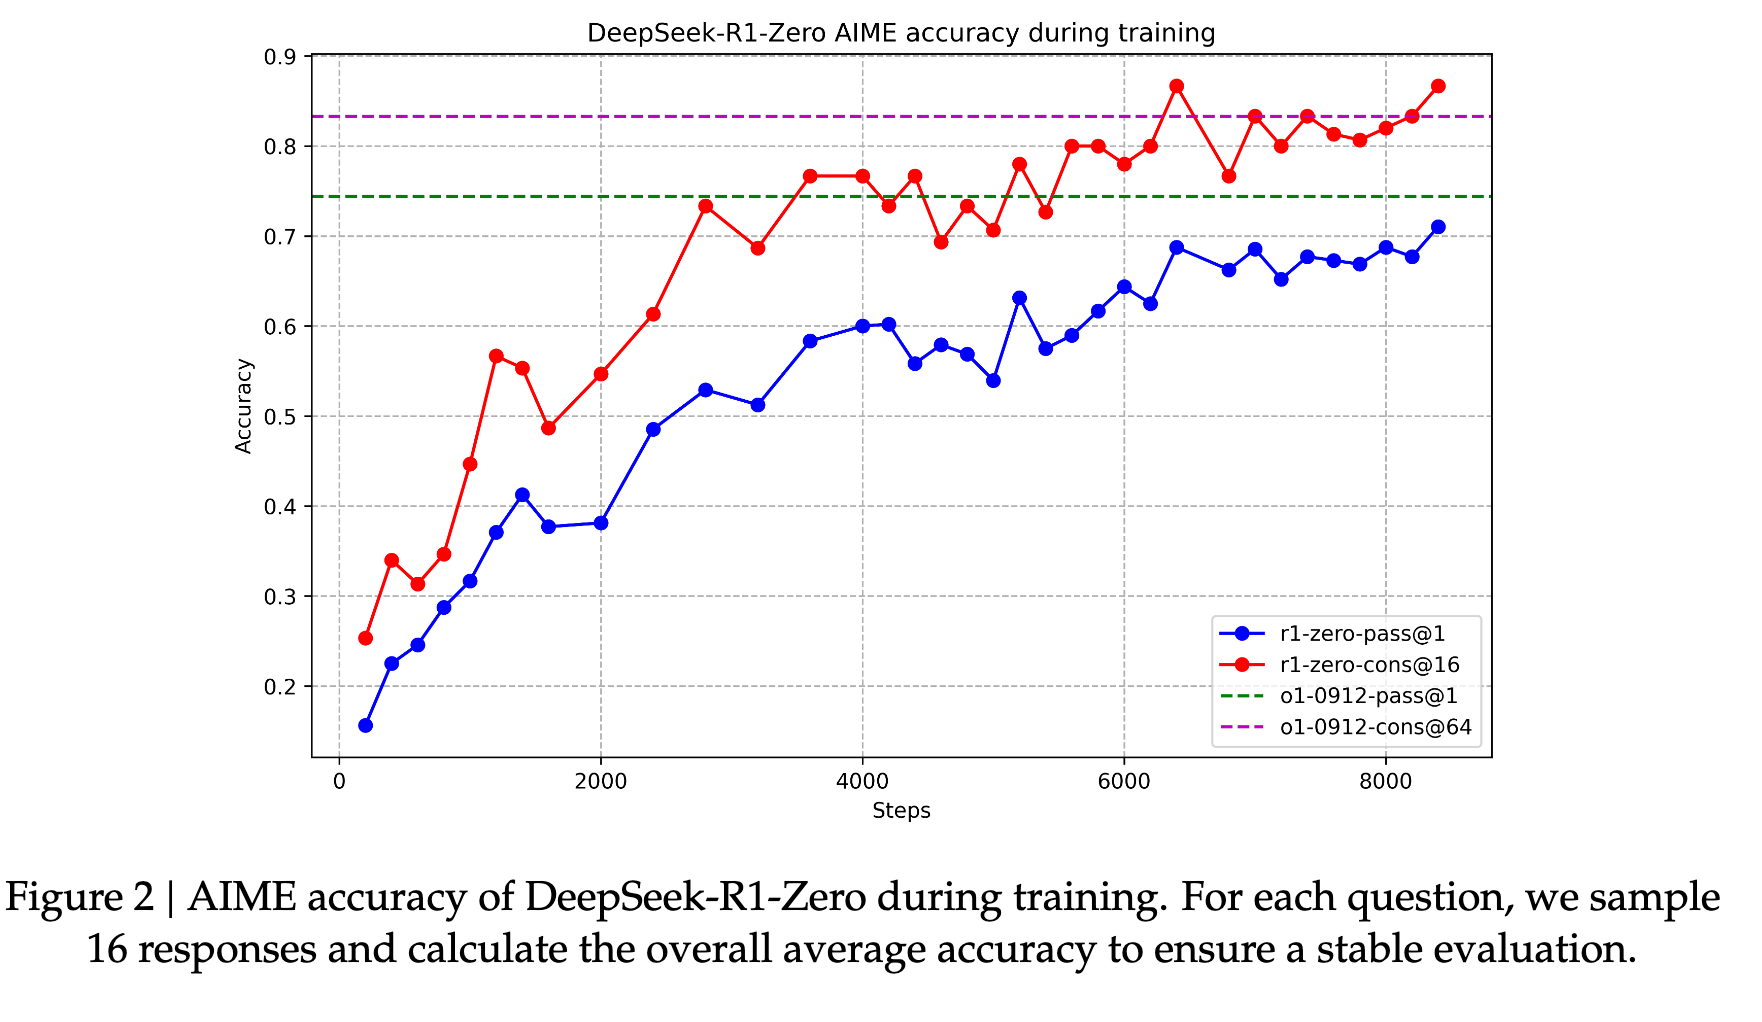 DeepSeek-R1-Zero AIME accuracy during training
0.9
0.8
0.7
0.6
0.5
0.4
0.3
0.2
Accuracy
0 2000 4000 6000 8000
Steps
r1-zero-pass@1
r1-zero-cons@16
o1-0912-pass@1
o1-0912-cons@64
Figure 2 | AIME accuracy of DeepSeek-R1-Zero during training. For each question, we sample
16 responses and calculate the overall average accuracy to ensure a stable evaluation.